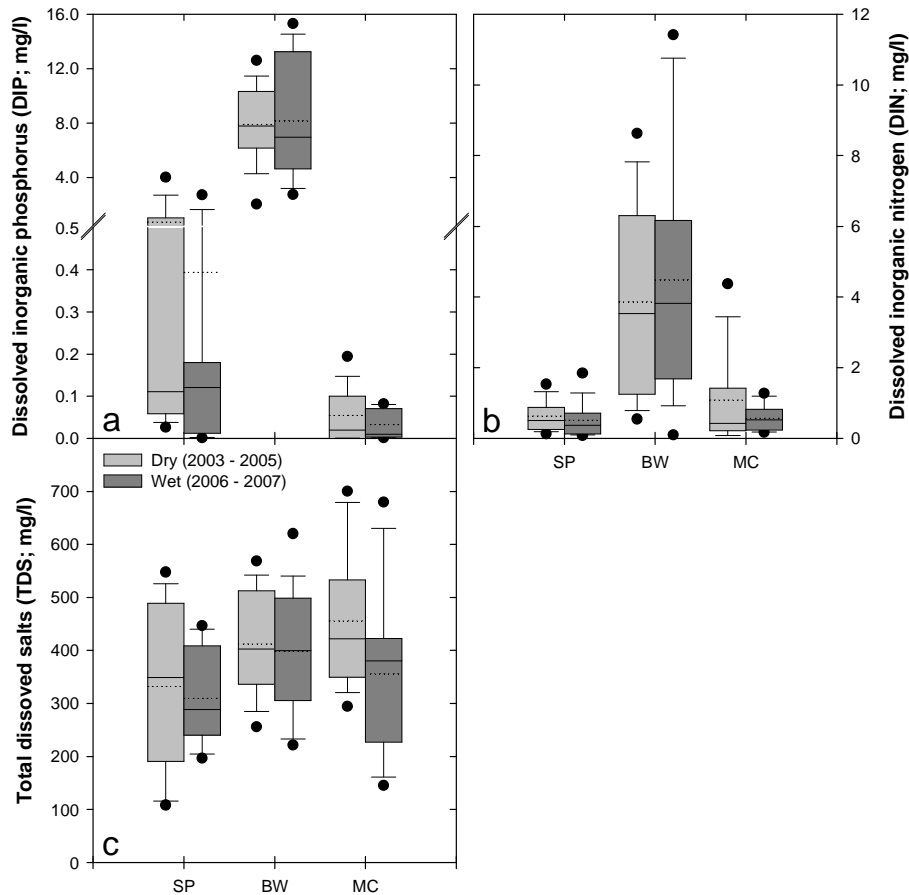 Dissolved inorganic phosphorus (DIP; mg/l)
16.0
12.0
8.0
4.0
0.5
0.4
0.3
0.2
0.1
0.0
a
12
10
8
6
4
2
0
Dissolved inorganic nitrogen (DIN; mg/l)
b
SP BW MC
Total dissoved salts (TDS; mg/l)
Dry (2003 - 2005)
Wet (2006 - 2007)
700
600
500
400
300
200
100
0
c
SP BW MC